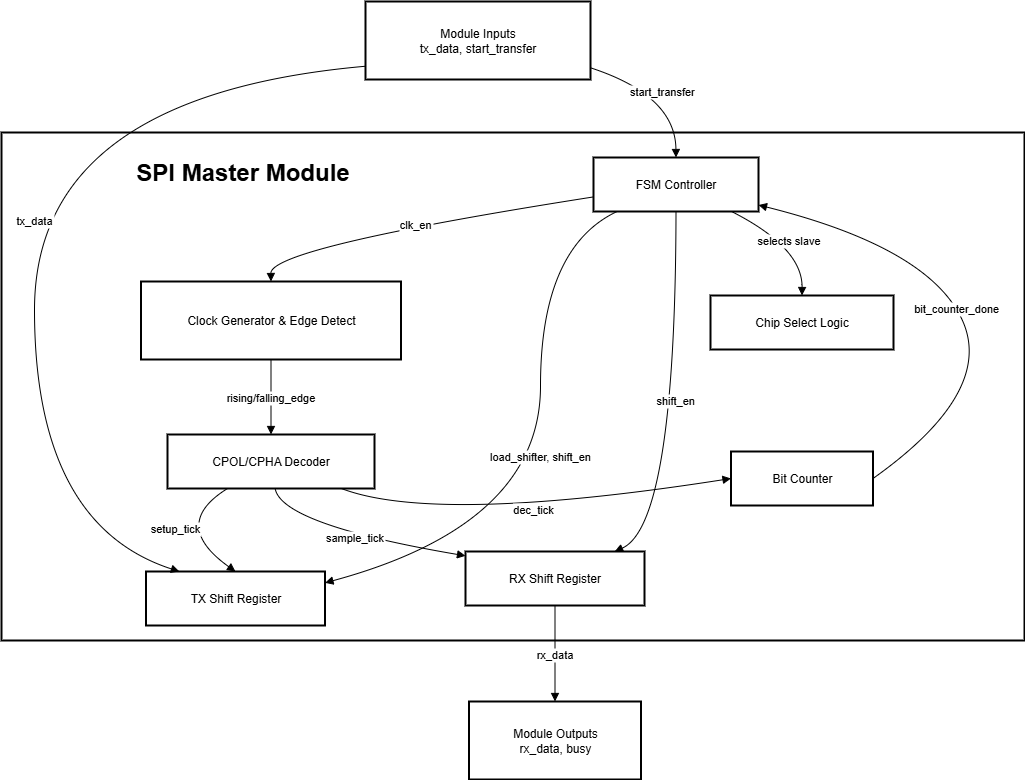 Module Inputs
tx_data, start_transfer
start_transfer
SPI Master Module
FSM Controller
tx_data
clk_en
selects slave
Clock Generator & Edge Detect
Chip Select Logic
bit_counter_done
rising/falling_edge
shift_en
CPOL/CPHA Decoder
load_shifter, shift_en
Bit Counter
dec_tick
setup_tick
sample_tick
RX Shift Register
TX Shift Register
rx_data
Module Outputs
rx_data, busy